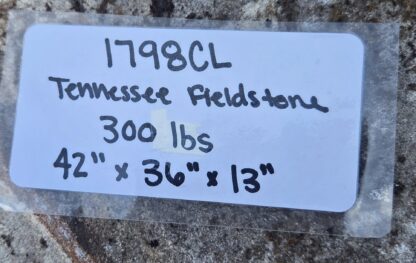 1798CL
Tennessee Fieldstone
300 lbs
42" x 36" x 13"